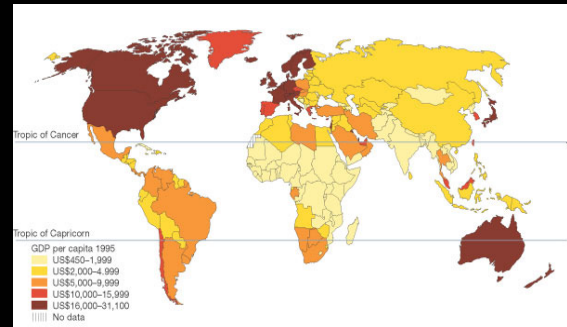 Tropic of Cancer
Tropic of Capricorn
GDP per capita 1995
US$450–1,999
US$2,000–4.999
US$5,000–9,999
US$10,000–15,999
US$16,000–31,100
No data